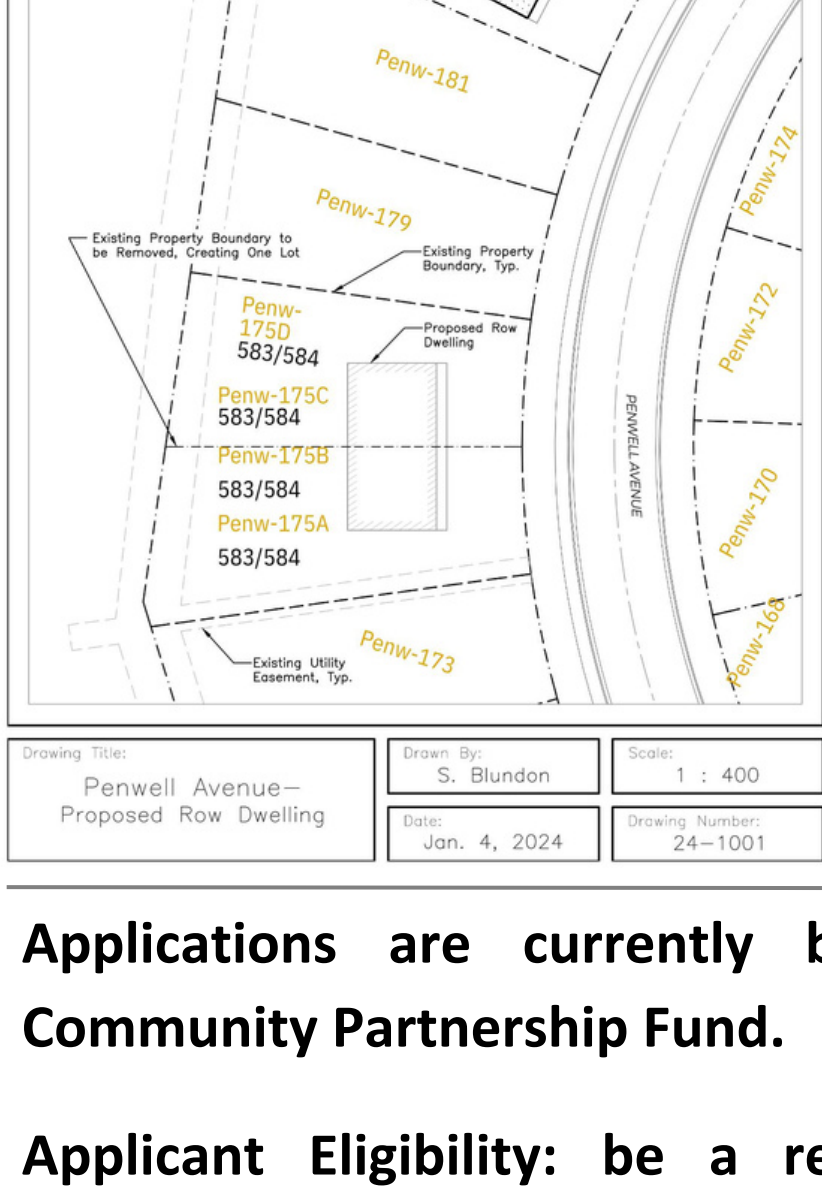 Penw-181
Penw-174
Penw-179
Existing Property Boundary to
be Removed, Creating One Lot
Existing Property
Boundary, Typ.
Penw-172
Penw-
175D
583/584
Proposed Row
Dwelling
Penw-175C
583/584
Penw-175B
583/584
PENWELL AVENUE
Penw-170
Penw-175A
583/584
Penw-168
Penw-173
Existing Utility
Easement, Typ.
Drawing Title:
Penwell Avenue-
Proposed Row Dwelling
Drawn By:
S. Blundon
Scale:
1 : 400
Date:
Jan. 4, 2024
Drawing Number:
24-1001
Applications are currently
Community Partnership Fund.
Applicant Eligibility: be a